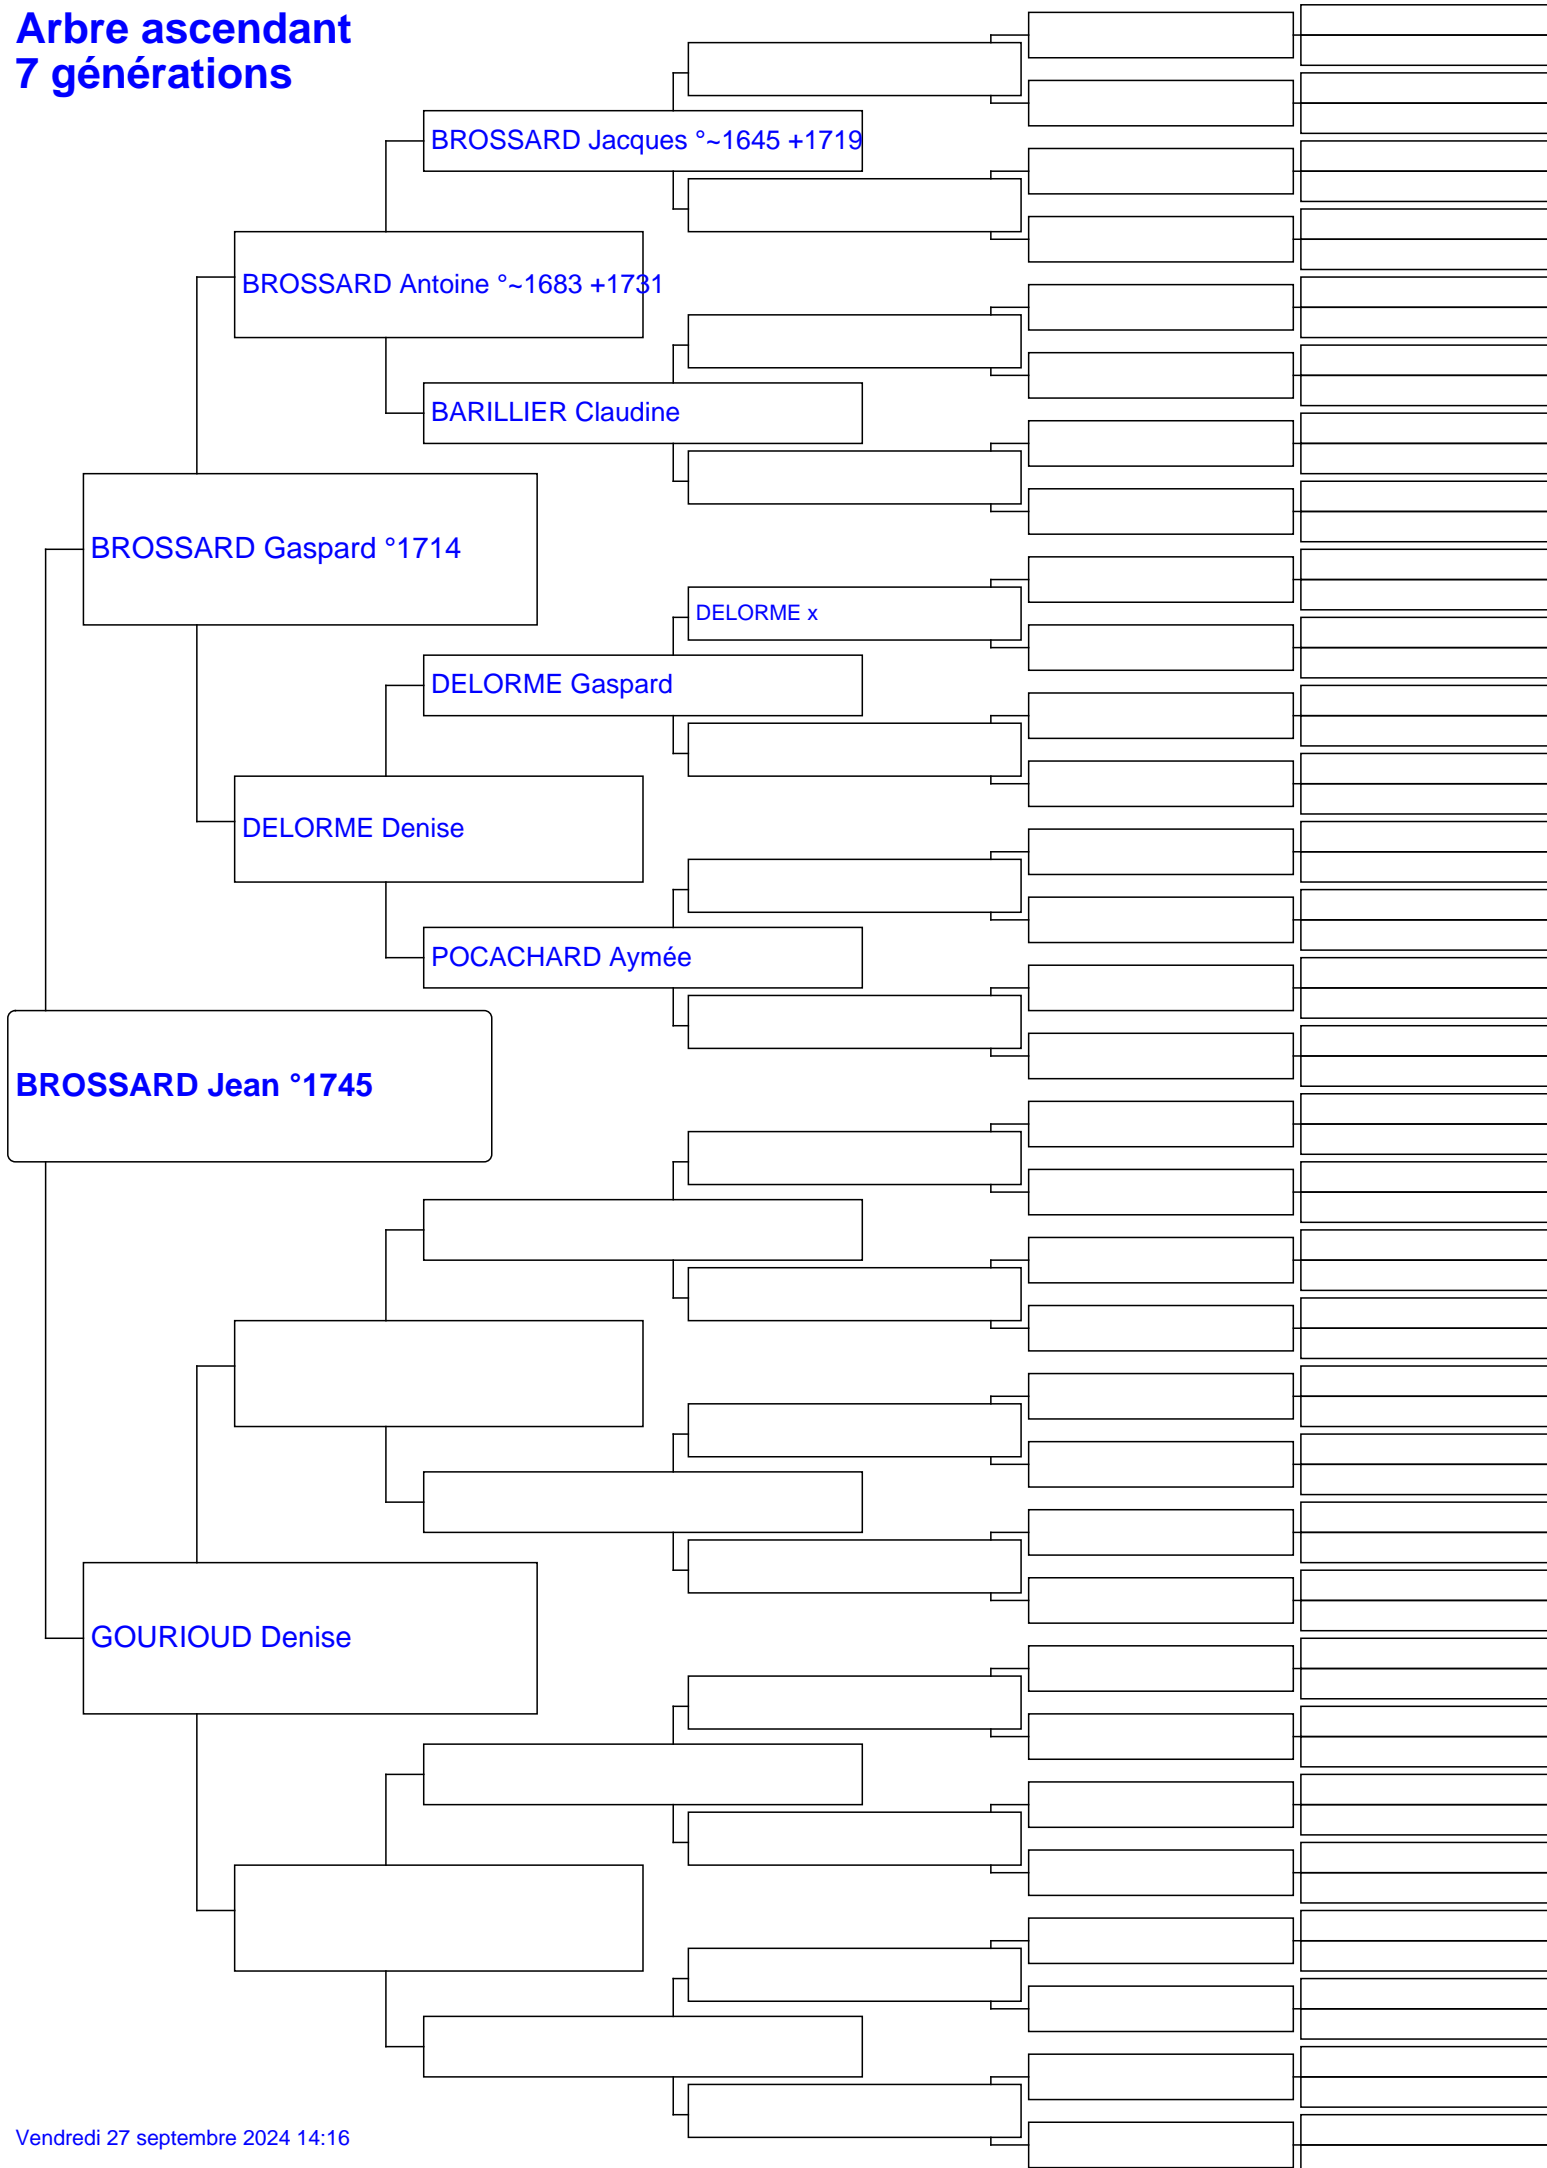 Arbre ascendant
7 générations
BROSSARD Jacques °~1645 +1719
BROSSARD Antoine °~1683 +1731
BARILLIER Claudine
BROSSARD Gaspard °1714
DELORME x
DELORME Gaspard
DELORME Denise
POCACHARD Aymée
BROSSARD Jean °1745
GOURIOUD Denise
Vendredi 27 septembre 2024 14:16